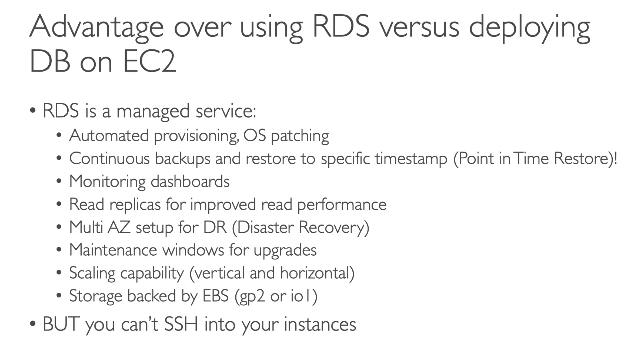 Advantage over using RDS versus deploying
DB on EC2
• RDS is a managed service:
• Automated provisioning, OS patching
• Continuous backups and restore to specific timestamp (Point in Time Restore)!
• Monitoring dashboards
• Read replicas for improved read performance
• Multi AZ setup for DR (Disaster Recovery)
• Maintenance windows for upgrades
• Scaling capability (vertical and horizontal)
• Storage backed by EBS (gp2 or io1)
• BUT you can't SSH into your instances